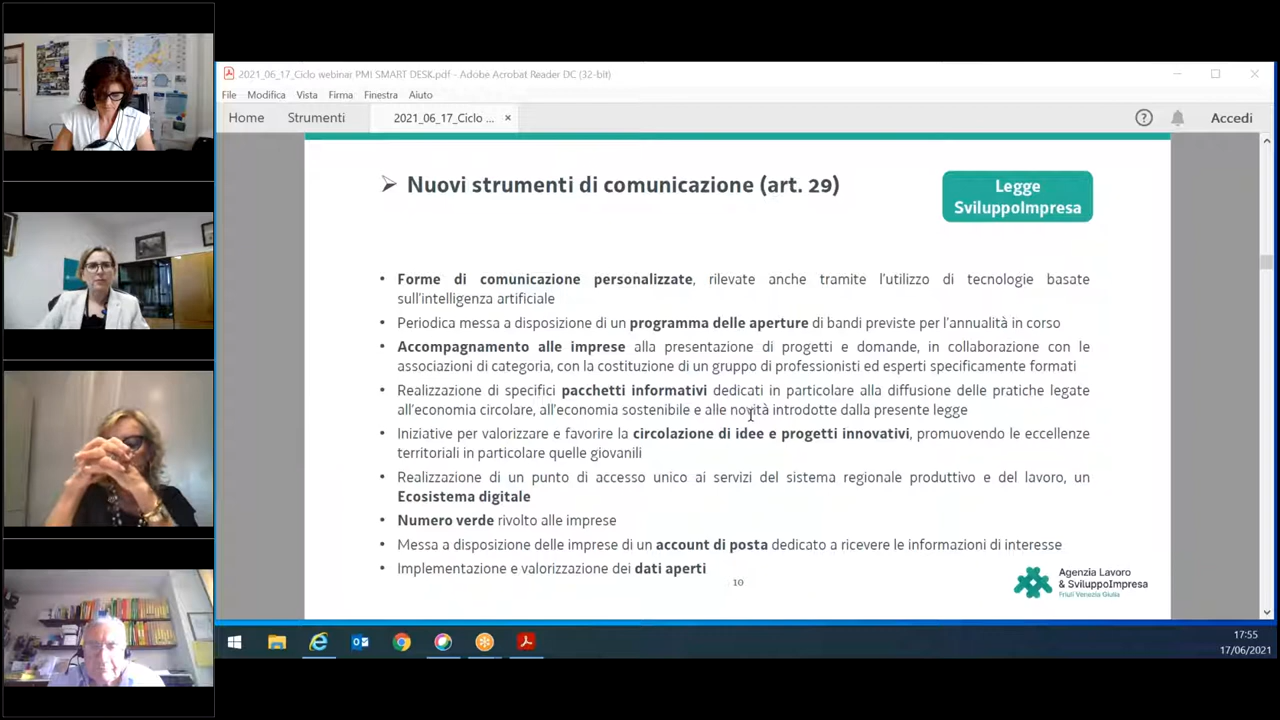 2021_06_17_Ciclo webinar PMI SMART DESK.pdf - Adobe Acrobat Reader DC (32-bit)
File Modifica Vista Firma Finestra Aiuto
Home Strumenti 2021_06_17_Ciclo ... × Accedi
Nuovi strumenti di comunicazione (art. 29)
Legge
SviluppoImpresa
• Forme di comunicazione personalizzate, rilevate anche tramite l'utilizzo di tecnologie basate
sull'intelligenza artificiale
• Periodica messa a disposizione di un programma delle aperture di bandi previste per l'annualità in corso
• Accompagnamento alle imprese alla presentazione di progetti e domande, in collaborazione con le
associazioni di categoria, con la costituzione di un gruppo di professionisti ed esperti specificamente formati
• Realizzazione di specifici pacchetti informativi dedicati in particolare alla diffusione delle pratiche legate
all'economia circolare, all'economia sostenibile e alle novità introdotte dalla presente legge
• Iniziative per valorizzare e favorire la circolazione di idee e progetti innovativi, promuovendo le eccellenze
territoriali in particolare quelle giovanili
• Realizzazione di un punto di accesso unico ai servizi del sistema regionale produttivo e del lavoro, un
Ecosistema digitale
• Numero verde rivolto alle imprese
• Messa a disposizione delle imprese di un account di posta dedicato a ricevere le informazioni di interesse
• Implementazione e valorizzazione dei dati aperti
10
Agenzia Lavoro
& SviluppoImpresa
Friuli Venezia Giulia
17:55
17/06/2021